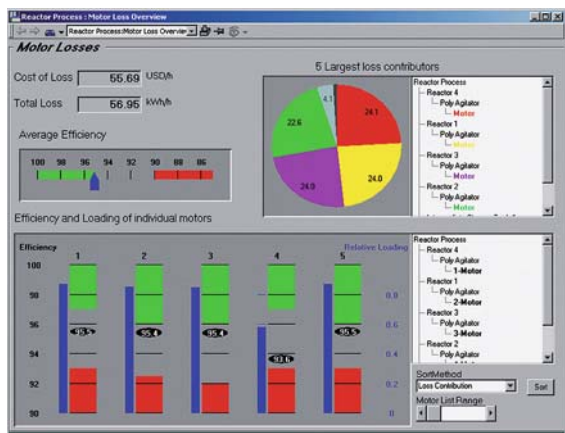 Reactor Process : Motor Loss Overview
Reactor Process:Motor Loss Overview
Motor Losses
Cost of Loss 55.69 USD/h
Total Loss 56.95 kWh/h
Average Efficiency
100 98 96 94 92 90 88 86
5 Largest loss contributors
4.1
24.1
22.6
24.0
24.0
Reactor Process
Reactor 4
Poly Agitator
Motor
Reactor 1
Poly Agitator
Motor
Reactor 3
Poly Agitator
Motor
Reactor 2
Poly Agitator
Motor
Efficiency and Loading of individual motors
Efficiency
Relative Loading
1 2 3 4 5
100
98 0.8
96 0.6
94 0.4
92 0.2
90 0
95.5 95.4 95.4 93.6 95.5
Reactor Process
Reactor 4
Poly Agitator
1-Motor
Reactor 1
Poly Agitator
2-Motor
Reactor 3
Poly Agitator
3-Motor
Reactor 2
Poly Agitator
SortMethod
Loss Contribution
Sort
Motor List Range